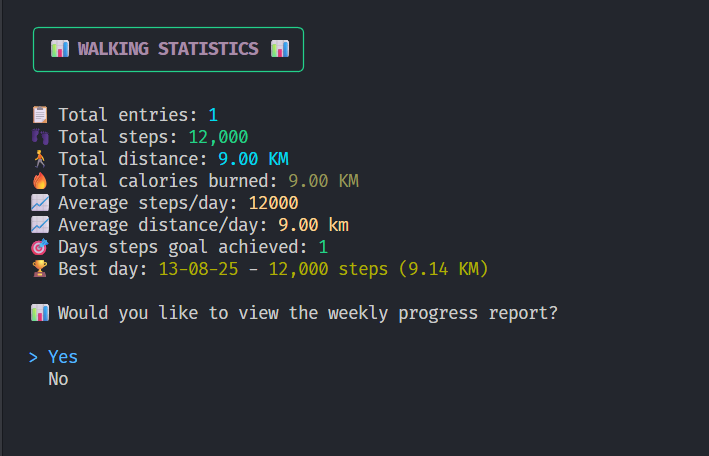 WALKING STATISTICS
Total entries: 1
Total steps: 12,000
Total distance: 9.00 KM
Total calories burned: 9.00 KM
Average steps/day: 12000
Average distance/day: 9.00 km
Days steps goal achieved: 1
Best day: 13-08-25 - 12,000 steps (9.14 KM)
Would you like to view the weekly progress report?
> Yes
No